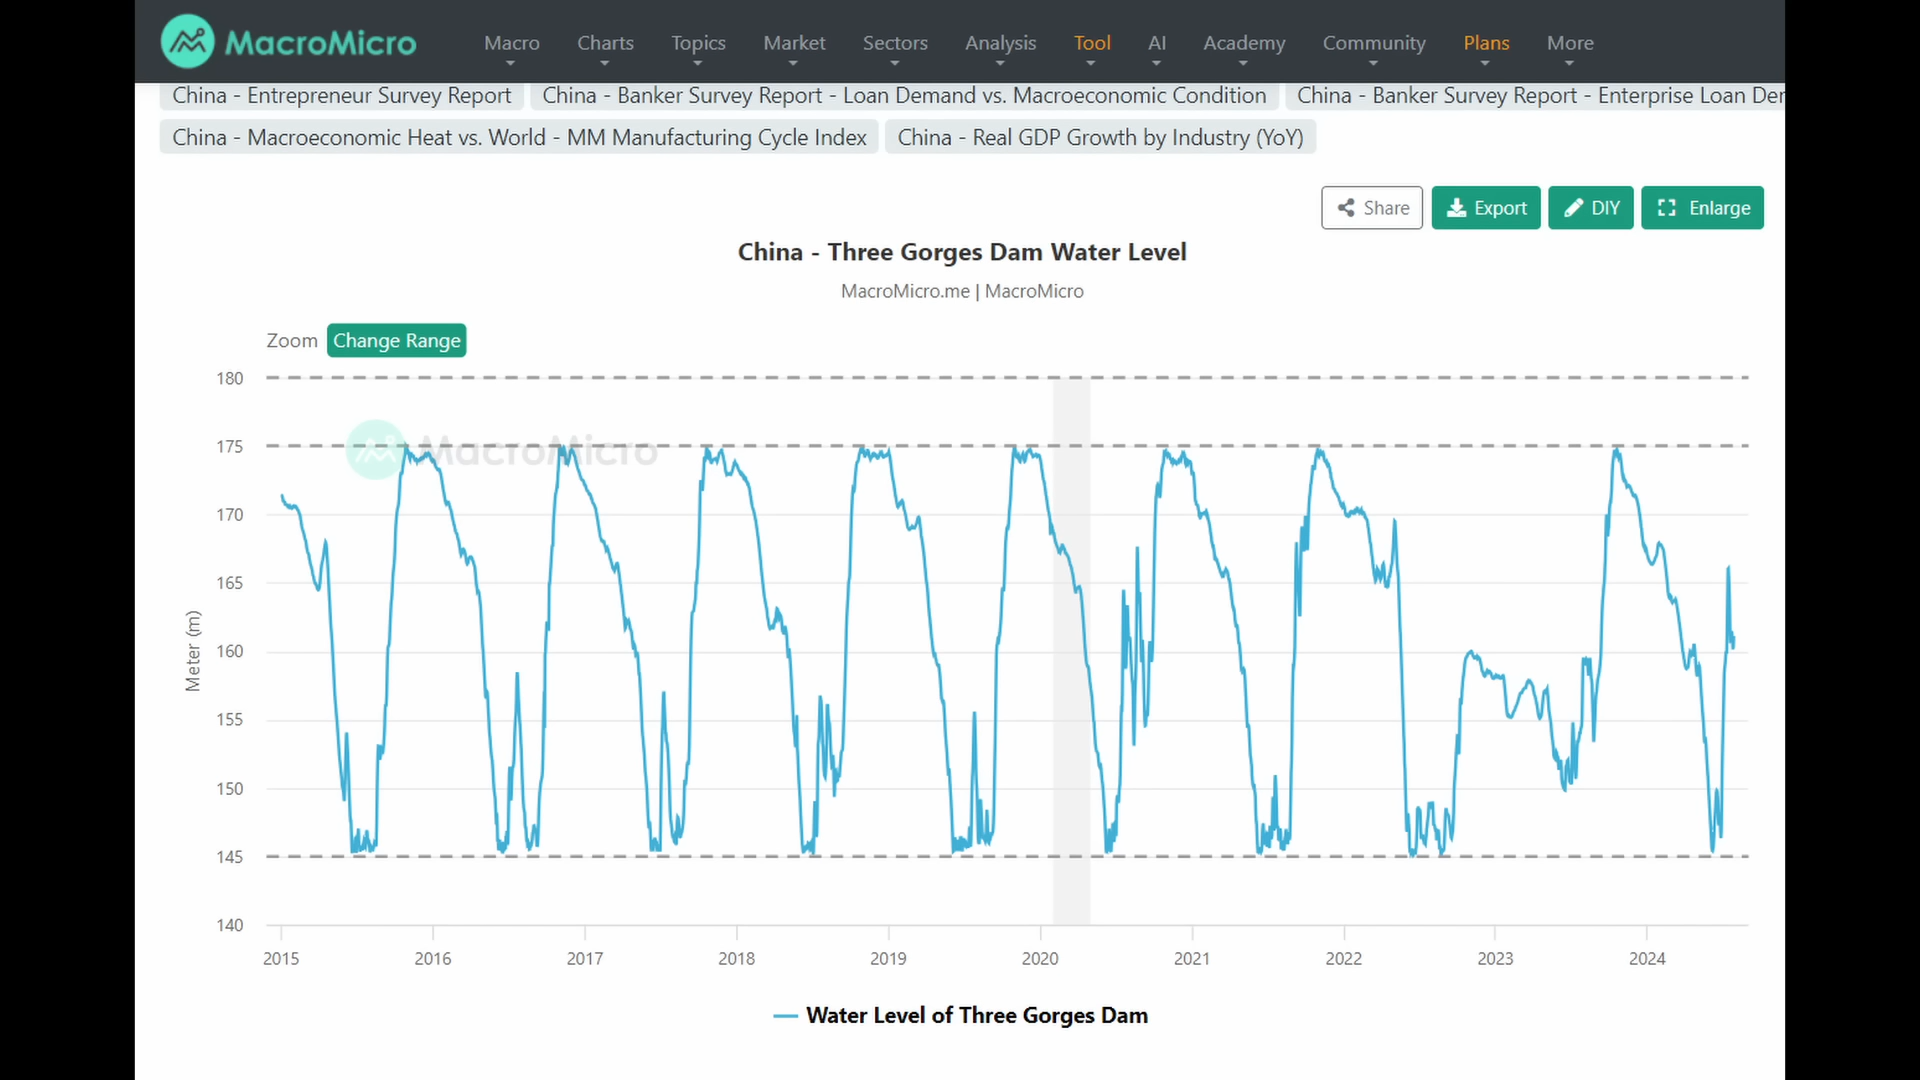 MacroMicro Macro Charts Topics Market Sectors Analysis Tool AI Academy Community Plans More
China - Entrepreneur Survey Report China - Banker Survey Report - Loan Demand vs. Macroeconomic Condition China - Banker Survey Report - Enterprise Loan Der
China - Macroeconomic Heat vs. World - MM Manufacturing Cycle Index China - Real GDP Growth by Industry (YoY)
Share Export DIY Enlarge
China - Three Gorges Dam Water Level
MacroMicro.me | MacroMicro
Zoom Change Range
180
175
MacroMicro
170
165
160
155
150
145
140
Meter (m)
2015 2016 2017 2018 2019 2020 2021 2022 2023 2024
Water Level of Three Gorges Dam